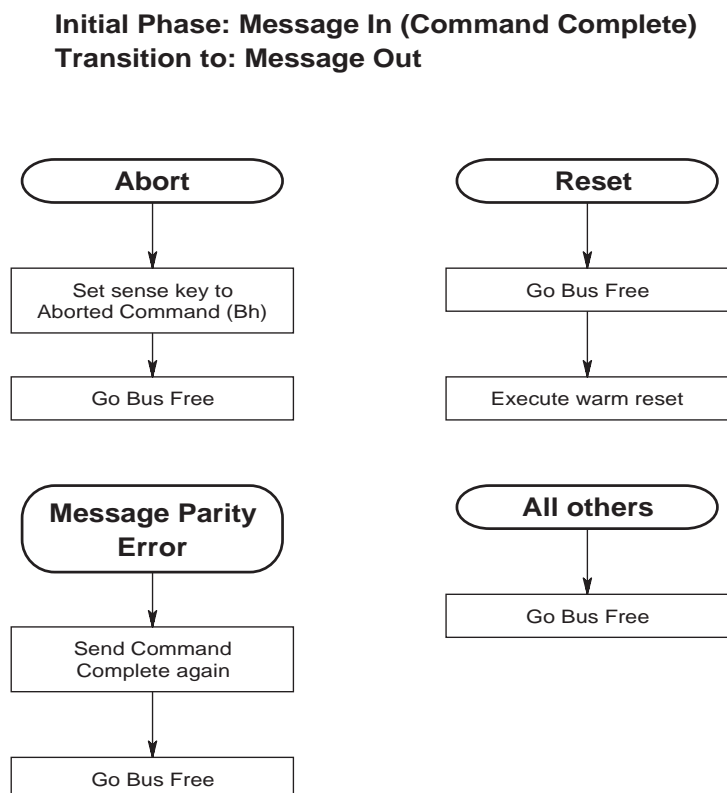 Initial Phase: Message In (Command Complete)
Transition to: Message Out
Abort
Set sense key to
Aborted Command (Bh)
Go Bus Free
Reset
Go Bus Free
Execute warm reset
Message Parity
Error
Send Command
Complete again
Go Bus Free
All others
Go Bus Free